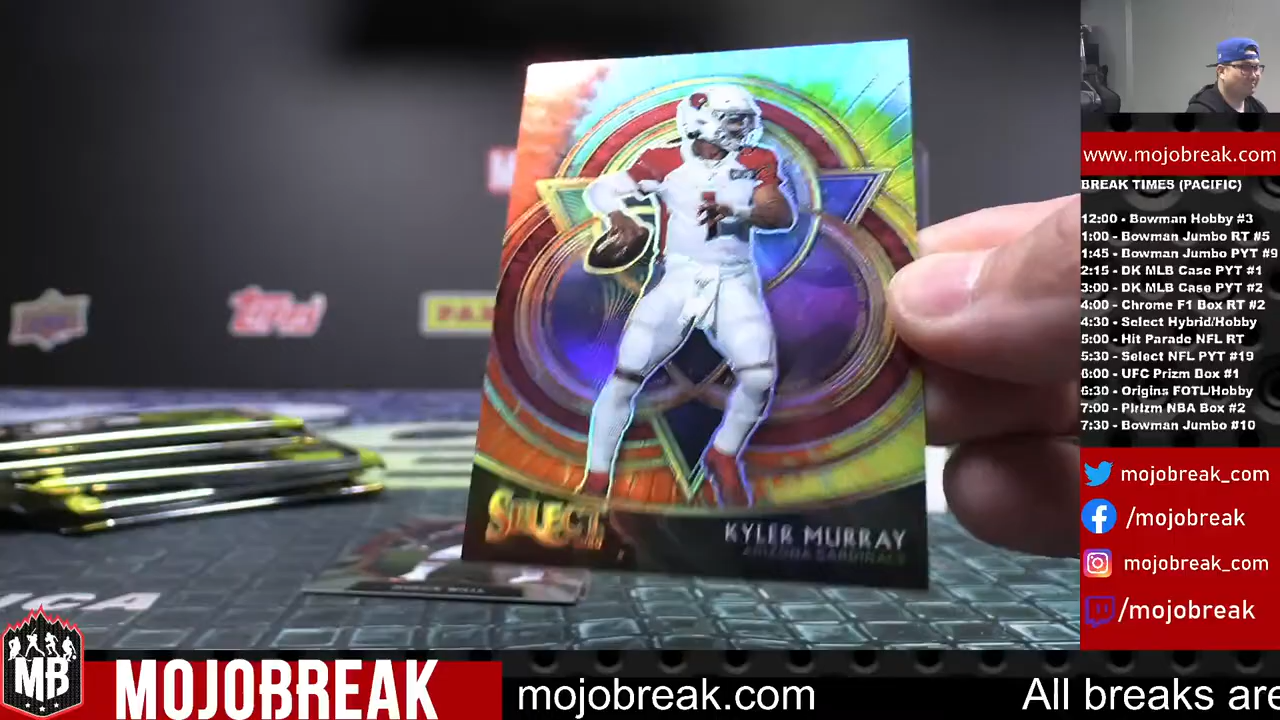 Topps
PAN
1
SELECT
KYLER MURRAY
ARIZONA CARDINALS
ICA
www.mojobreak.com
BREAK TIMES (PACIFIC)
12:00 - Bowman Hobby #3
1:00 - Bowman Jumbo RT #5
1:45 - Bowman Jumbo PYT #9
2:15 - DK MLB Case PYT #1
3:00 - DK MLB Case PYT #2
4:00 - Chrome F1 Box RT #2
4:30 - Select Hybrid/Hobby
5:00 - Hit Parade NFL RT
5:30 - Select NFL PYT #19
6:00 - UFC Prizm Box #1
6:30 - Origins FOTL/Hobby
7:00 - Pirizm NBA Box #2
7:30 - Bowman Jumbo #10
mojobreak_com
/mojobreak
mojobreak_com
/mojobreak
MB
MOJOBREAK
mojobreak.com
All breaks are